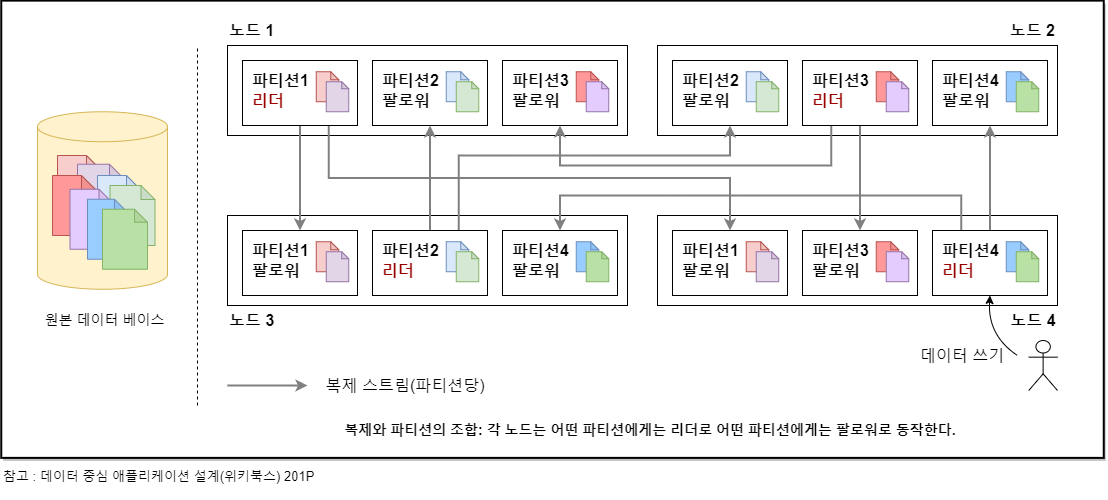 노드 1
노드 2
파티션1
리더
파티션2
팔로워
파티션3
팔로워
파티션2
팔로워
파티션3
리더
파티션4
팔로워
파티션1
팔로워
파티션2
리더
파티션4
팔로워
파티션1
팔로워
파티션3
팔로워
파티션4
리더
원본 데이터 베이스
노드 3
노드 4
데이터 쓰기
복제 스트림(파티션당)
복제와 파티션의 조합: 각 노드는 어떤 파티션에게는 리더로 어떤 파티션에게는 팔로워로 동작한다.
참고 : 데이터 중심 애플리케이션 설계(위키북스) 201P